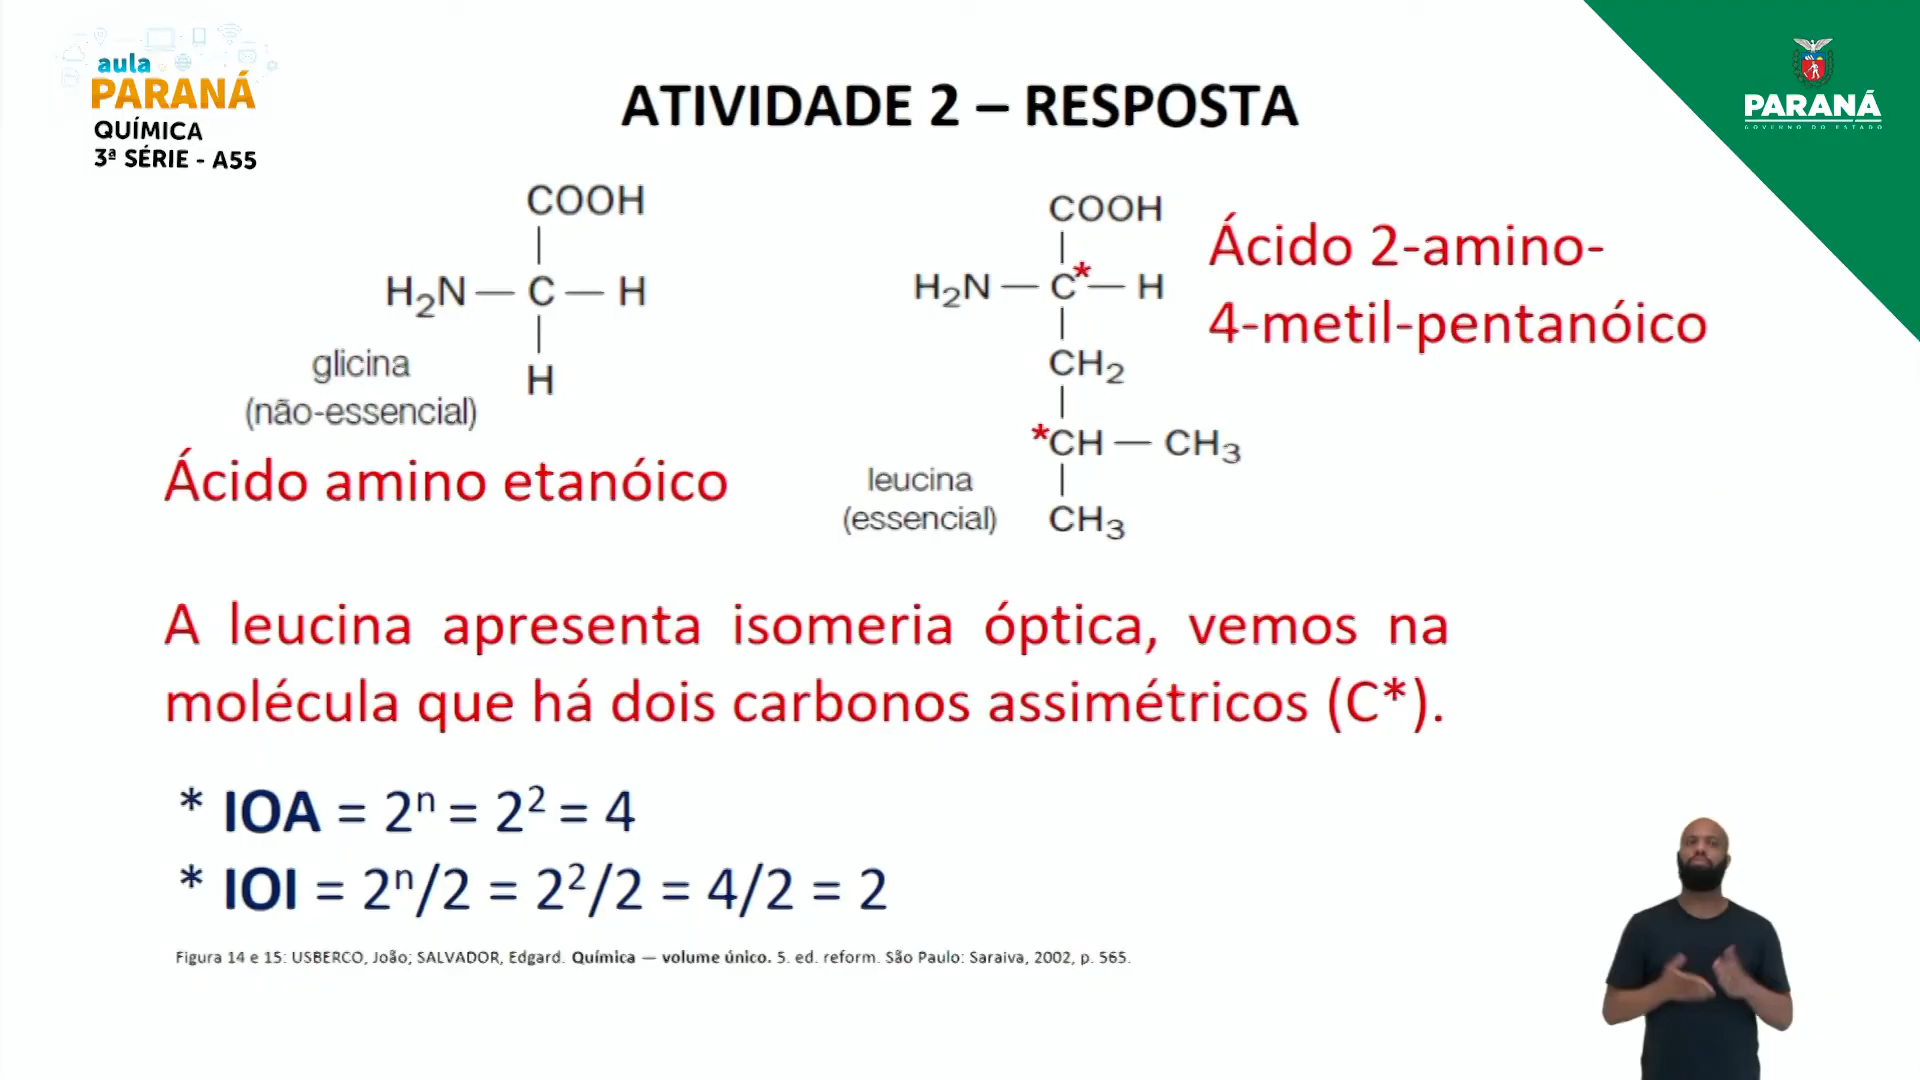 aula
PARANÁ
QUÍMICA
3ª SÉRIE - A55
ATIVIDADE 2 – RESPOSTA
PARANÁ
GOVERNO DO ESTADO
COOH
H₂N — C — H
H
glicina
(não-essencial)
Ácido amino etanóico
COOH
H₂N — C* — H
CH₂
*CH — CH₃
CH₃
leucina
(essencial)
Ácido 2-amino-
4-metil-pentanóico
A leucina apresenta isomeria óptica, vemos na
molécula que há dois carbonos assimétricos (C*).
* IOA = 2ⁿ = 2² = 4
* IOI = 2ⁿ/2 = 2²/2 = 4/2 = 2
Figura 14 e 15: USBERCO, João; SALVADOR, Edgard. Química — volume único. 5. ed. reform. São Paulo: Saraiva, 2002, p. 565.